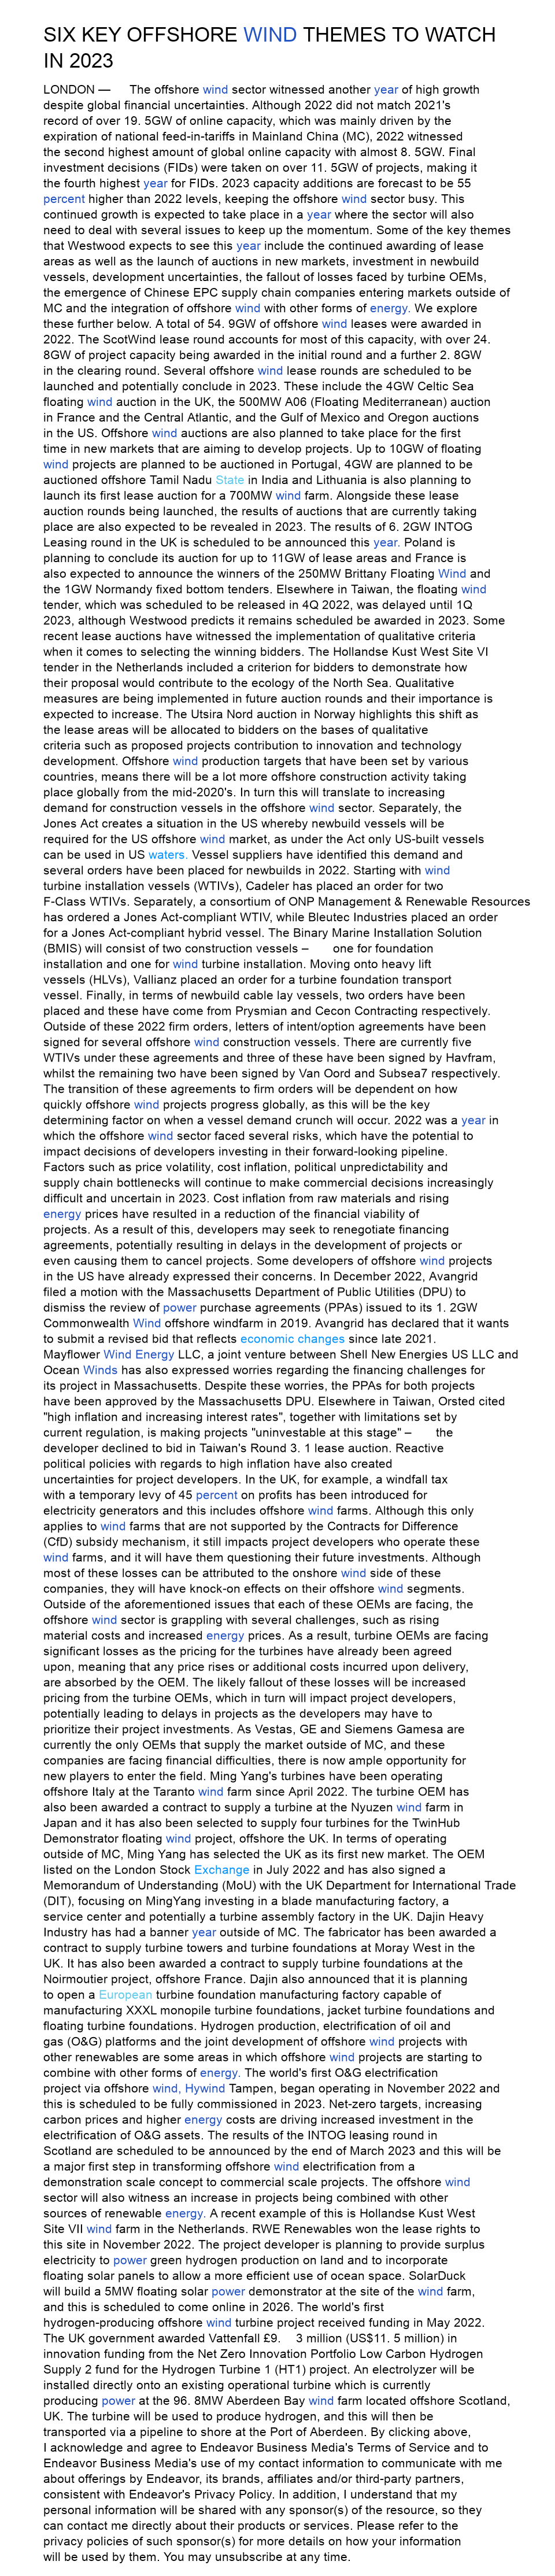 SIX KEY OFFSHORE WIND THEMES TO WATCH
IN 2023
LONDON — The offshore wind sector witnessed another year of high growth
despite global financial uncertainties. Although 2022 did not match 2021's
record of over 19. 5GW of online capacity, which was mainly driven by the
expiration of national feed-in-tariffs in Mainland China (MC), 2022 witnessed
the second highest amount of global online capacity with almost 8. 5GW. Final
investment decisions (FIDs) were taken on over 11. 5GW of projects, making it
the fourth highest year for FIDs. 2023 capacity additions are forecast to be 55
percent higher than 2022 levels, keeping the offshore wind sector busy. This
continued growth is expected to take place in a year where the sector will also
need to deal with several issues to keep up the momentum. Some of the key themes
that Westwood expects to see this year include the continued awarding of lease
areas as well as the launch of auctions in new markets, investment in newbuild
vessels, development uncertainties, the fallout of losses faced by turbine OEMs,
the emergence of Chinese EPC supply chain companies entering markets outside of
MC and the integration of offshore wind with other forms of energy. We explore
these further below. A total of 54. 9GW of offshore wind leases were awarded in
2022. The ScotWind lease round accounts for most of this capacity, with over 24.
8GW of project capacity being awarded in the initial round and a further 2. 8GW
in the clearing round. Several offshore wind lease rounds are scheduled to be
launched and potentially conclude in 2023. These include the 4GW Celtic Sea
floating wind auction in the UK, the 500MW A06 (Floating Mediterranean) auction
in France and the Central Atlantic, and the Gulf of Mexico and Oregon auctions
in the US. Offshore wind auctions are also planned to take place for the first
time in new markets that are aiming to develop projects. Up to 10GW of floating
wind projects are planned to be auctioned in Portugal, 4GW are planned to be
auctioned offshore Tamil Nadu State in India and Lithuania is also planning to
launch its first lease auction for a 700MW wind farm. Alongside these lease
auction rounds being launched, the results of auctions that are currently taking
place are also expected to be revealed in 2023. The results of 6. 2GW INTOG
Leasing round in the UK is scheduled to be announced this year. Poland is
planning to conclude its auction for up to 11GW of lease areas and France is
also expected to announce the winners of the 250MW Brittany Floating Wind and
the 1GW Normandy fixed bottom tenders. Elsewhere in Taiwan, the floating wind
tender, which was scheduled to be released in 4Q 2022, was delayed until 1Q
2023, although Westwood predicts it remains scheduled be awarded in 2023. Some
recent lease auctions have witnessed the implementation of qualitative criteria
when it comes to selecting the winning bidders. The Hollandse Kust West Site VI
tender in the Netherlands included a criterion for bidders to demonstrate how
their proposal would contribute to the ecology of the North Sea. Qualitative
measures are being implemented in future auction rounds and their importance is
expected to increase. The Utsira Nord auction in Norway highlights this shift as
the lease areas will be allocated to bidders on the bases of qualitative
criteria such as proposed projects contribution to innovation and technology
development. Offshore wind production targets that have been set by various
countries, means there will be a lot more offshore construction activity taking
place globally from the mid-2020's. In turn this will translate to increasing
demand for construction vessels in the offshore wind sector. Separately, the
Jones Act creates a situation in the US whereby newbuild vessels will be
required for the US offshore wind market, as under the Act only US-built vessels
can be used in US waters. Vessel suppliers have identified this demand and
several orders have been placed for newbuilds in 2022. Starting with wind
turbine installation vessels (WTIVs), Cadeler has placed an order for two
F-Class WTIVs. Separately, a consortium of ONP Management & Renewable Resources
has ordered a Jones Act-compliant WTIV, while Bleutec Industries placed an order
for a Jones Act-compliant hybrid vessel. The Binary Marine Installation Solution
(BMIS) will consist of two construction vessels – one for foundation
installation and one for wind turbine installation. Moving onto heavy lift
vessels (HLVs), Vallianz placed an order for a turbine foundation transport
vessel. Finally, in terms of newbuild cable lay vessels, two orders have been
placed and these have come from Prysmian and Cecon Contracting respectively.
Outside of these 2022 firm orders, letters of intent/option agreements have been
signed for several offshore wind construction vessels. There are currently five
WTIVs under these agreements and three of these have been signed by Havfram,
whilst the remaining two have been signed by Van Oord and Subsea7 respectively.
The transition of these agreements to firm orders will be dependent on how
quickly offshore wind projects progress globally, as this will be the key
determining factor on when a vessel demand crunch will occur. 2022 was a year in
which the offshore wind sector faced several risks, which have the potential to
impact decisions of developers investing in their forward-looking pipeline.
Factors such as price volatility, cost inflation, political unpredictability and
supply chain bottlenecks will continue to make commercial decisions increasingly
difficult and uncertain in 2023. Cost inflation from raw materials and rising
energy prices have resulted in a reduction of the financial viability of
projects. As a result of this, developers may seek to renegotiate financing
agreements, potentially resulting in delays in the development of projects or
even causing them to cancel projects. Some developers of offshore wind projects
in the US have already expressed their concerns. In December 2022, Avangrid
filed a motion with the Massachusetts Department of Public Utilities (DPU) to
dismiss the review of power purchase agreements (PPAs) issued to its 1. 2GW
Commonwealth Wind offshore windfarm in 2019. Avangrid has declared that it wants
to submit a revised bid that reflects economic changes since late 2021.
Mayflower Wind Energy LLC, a joint venture between Shell New Energies US LLC and
Ocean Winds has also expressed worries regarding the financing challenges for
its project in Massachusetts. Despite these worries, the PPAs for both projects
have been approved by the Massachusetts DPU. Elsewhere in Taiwan, Orsted cited
"high inflation and increasing interest rates", together with limitations set by
current regulation, is making projects "uninvestable at this stage" – the
developer declined to bid in Taiwan's Round 3. 1 lease auction. Reactive
political policies with regards to high inflation have also created
uncertainties for project developers. In the UK, for example, a windfall tax
with a temporary levy of 45 percent on profits has been introduced for
electricity generators and this includes offshore wind farms. Although this only
applies to wind farms that are not supported by the Contracts for Difference
(CfD) subsidy mechanism, it still impacts project developers who operate these
wind farms, and it will have them questioning their future investments. Although
most of these losses can be attributed to the onshore wind side of these
companies, they will have knock-on effects on their offshore wind segments.
Outside of the aforementioned issues that each of these OEMs are facing, the
offshore wind sector is grappling with several challenges, such as rising
material costs and increased energy prices. As a result, turbine OEMs are facing
significant losses as the pricing for the turbines have already been agreed
upon, meaning that any price rises or additional costs incurred upon delivery,
are absorbed by the OEM. The likely fallout of these losses will be increased
pricing from the turbine OEMs, which in turn will impact project developers,
potentially leading to delays in projects as the developers may have to
prioritize their project investments. As Vestas, GE and Siemens Gamesa are
currently the only OEMs that supply the market outside of MC, and these
companies are facing financial difficulties, there is now ample opportunity for
new players to enter the field. Ming Yang's turbines have been operating
offshore Italy at the Taranto wind farm since April 2022. The turbine OEM has
also been awarded a contract to supply a turbine at the Nyuzen wind farm in
Japan and it has also been selected to supply four turbines for the TwinHub
Demonstrator floating wind project, offshore the UK. In terms of operating
outside of MC, Ming Yang has selected the UK as its first new market. The OEM
listed on the London Stock Exchange in July 2022 and has also signed a
Memorandum of Understanding (MoU) with the UK Department for International Trade
(DIT), focusing on MingYang investing in a blade manufacturing factory, a
service center and potentially a turbine assembly factory in the UK. Dajin Heavy
Industry has had a banner year outside of MC. The fabricator has been awarded a
contract to supply turbine towers and turbine foundations at Moray West in the
UK. It has also been awarded a contract to supply turbine foundations at the
Noirmoutier project, offshore France. Dajin also announced that it is planning
to open a European turbine foundation manufacturing factory capable of
manufacturing XXXL monopile turbine foundations, jacket turbine foundations and
floating turbine foundations. Hydrogen production, electrification of oil and
gas (O&G) platforms and the joint development of offshore wind projects with
other renewables are some areas in which offshore wind projects are starting to
combine with other forms of energy. The world's first O&G electrification
project via offshore wind, Hywind Tampen, began operating in November 2022 and
this is scheduled to be fully commissioned in 2023. Net-zero targets, increasing
carbon prices and higher energy costs are driving increased investment in the
electrification of O&G assets. The results of the INTOG leasing round in
Scotland are scheduled to be announced by the end of March 2023 and this will be
a major first step in transforming offshore wind electrification from a
demonstration scale concept to commercial scale projects. The offshore wind
sector will also witness an increase in projects being combined with other
sources of renewable energy. A recent example of this is Hollandse Kust West
Site VII wind farm in the Netherlands. RWE Renewables won the lease rights to
this site in November 2022. The project developer is planning to provide surplus
electricity to power green hydrogen production on land and to incorporate
floating solar panels to allow a more efficient use of ocean space. SolarDuck
will build a 5MW floating solar power demonstrator at the site of the wind farm,
and this is scheduled to come online in 2026. The world's first
hydrogen-producing offshore wind turbine project received funding in May 2022.
The UK government awarded Vattenfall £9. 3 million (US$11. 5 million) in
innovation funding from the Net Zero Innovation Portfolio Low Carbon Hydrogen
Supply 2 fund for the Hydrogen Turbine 1 (HT1) project. An electrolyzer will be
installed directly onto an existing operational turbine which is currently
producing power at the 96. 8MW Aberdeen Bay wind farm located offshore Scotland,
UK. The turbine will be used to produce hydrogen, and this will then be
transported via a pipeline to shore at the Port of Aberdeen. By clicking above,
I acknowledge and agree to Endeavor Business Media's Terms of Service and to
Endeavor Business Media's use of my contact information to communicate with me
about offerings by Endeavor, its brands, affiliates and/or third-party partners,
consistent with Endeavor's Privacy Policy. In addition, I understand that my
personal information will be shared with any sponsor(s) of the resource, so they
can contact me directly about their products or services. Please refer to the
privacy policies of such sponsor(s) for more details on how your information
will be used by them. You may unsubscribe at any time.